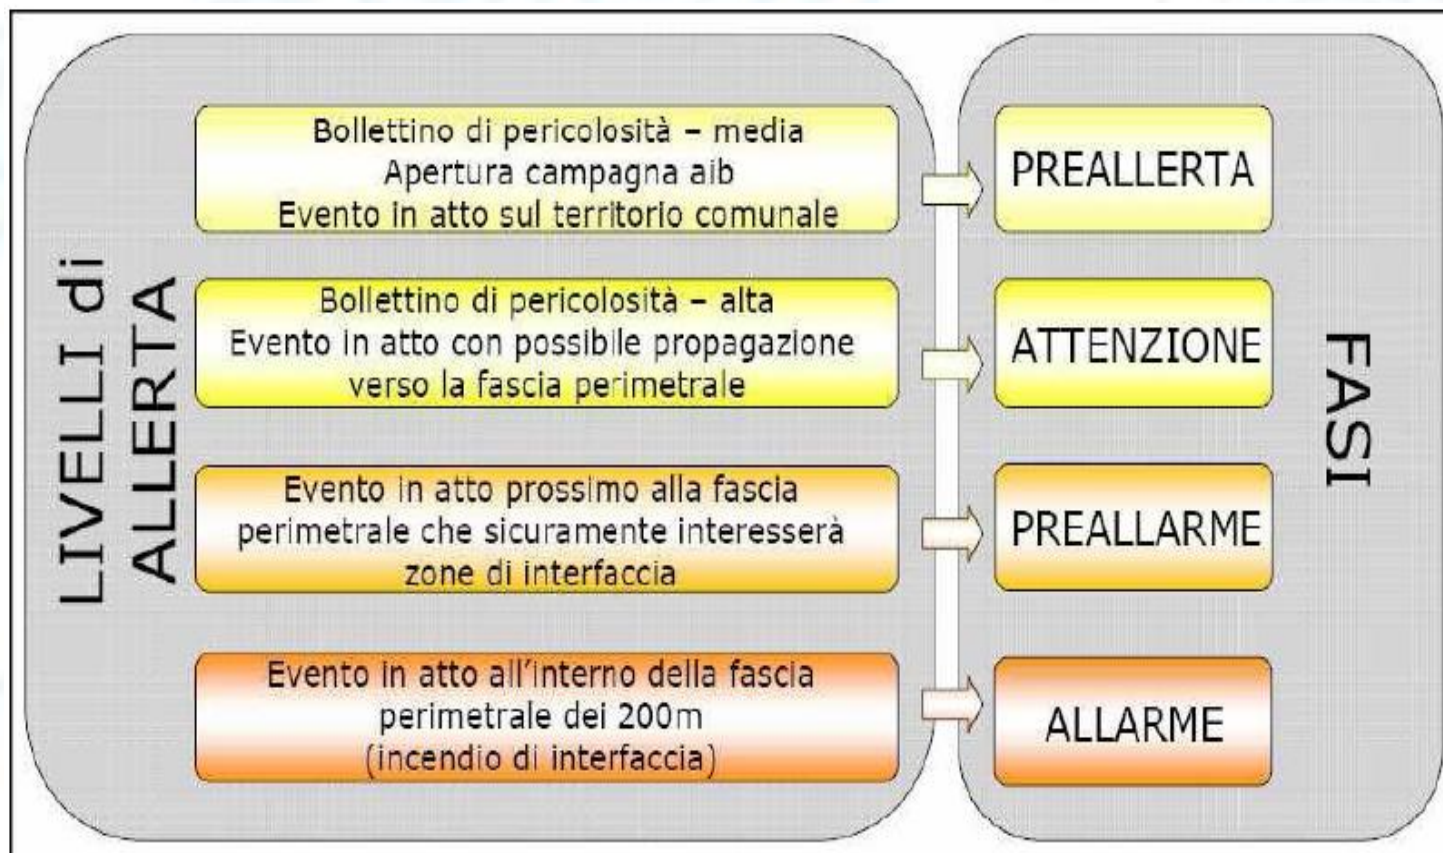 LIVELLI di
ALLERTA
Bollettino di pericolosità – media
Apertura campagna aib
Evento in atto sul territorio comunale
PREALLERTA
Bollettino di pericolosità – alta
Evento in atto con possibile propagazione
verso la fascia perimetrale
ATTENZIONE
Evento in atto prossimo alla fascia
perimetrale che sicuramente interesserà
zone di interfaccia
PREALLARME
Evento in atto all'interno della fascia
perimetrale dei 200m
(incendio di interfaccia)
ALLARME
FASI